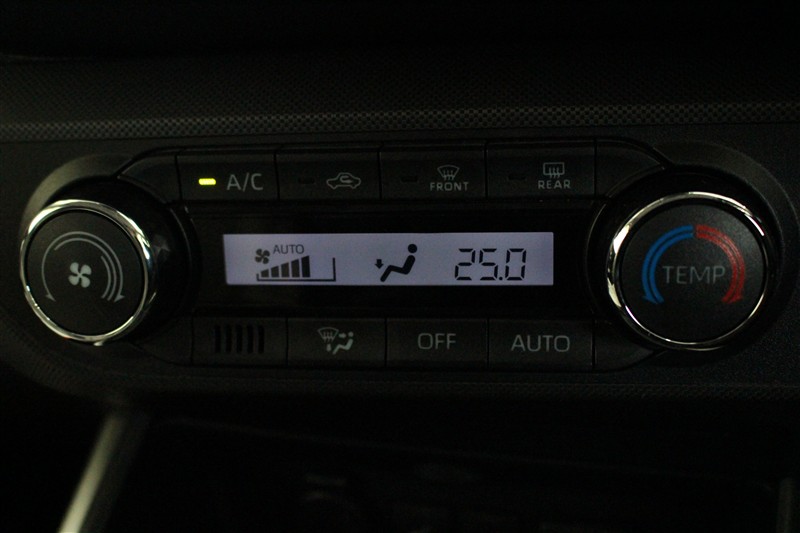 A/C
FRONT
REAR
AUTO
25.0
TEMP
OFF
AUTO